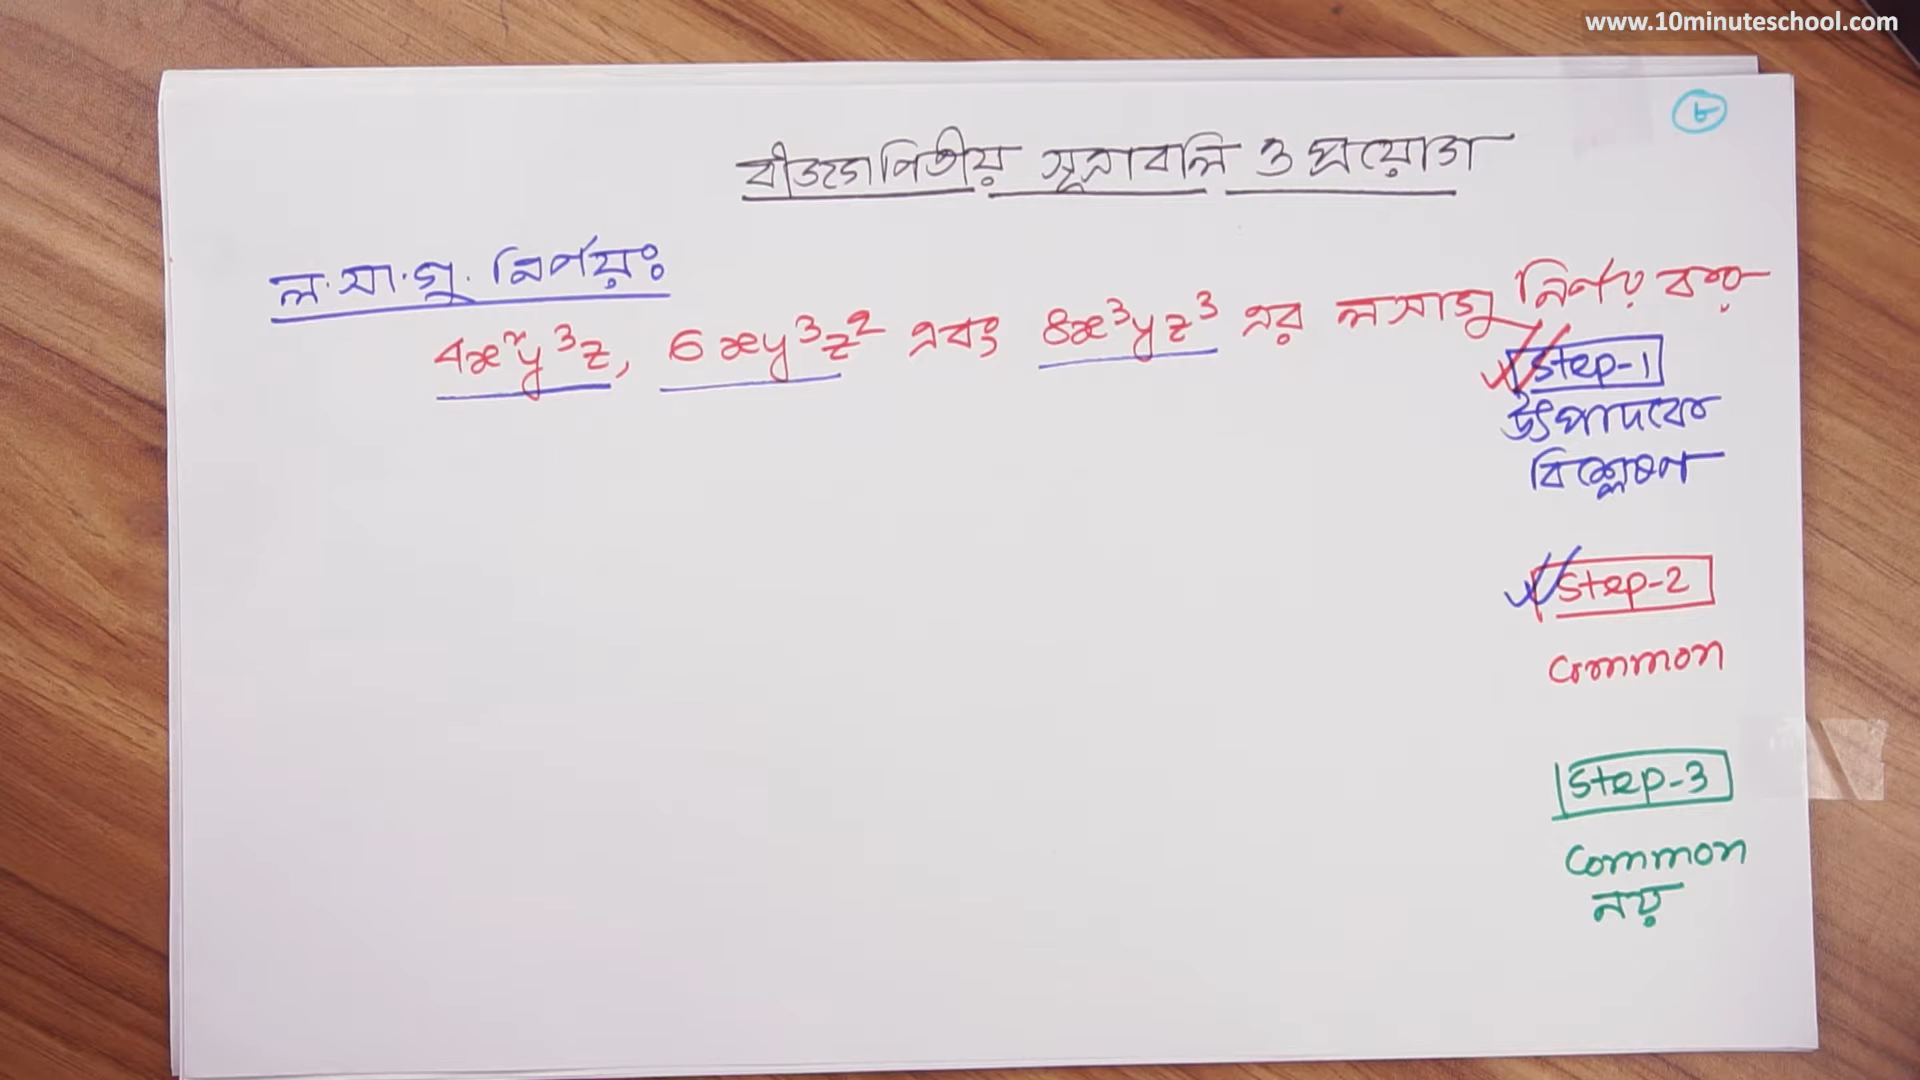 www.10minuteschool.com
৮
বীজগণিতীয় সূত্রাবলি ও প্রয়োগ
ল.সা.গু. নির্ণয়ঃ
4x²y³z, 6xy³z² এবং 8x³yz³ এর লসাগু নির্ণয় কর
Step-1
উৎপাদকের
বিশ্লেষণ
Step-2
common
Step-3
common
নয়